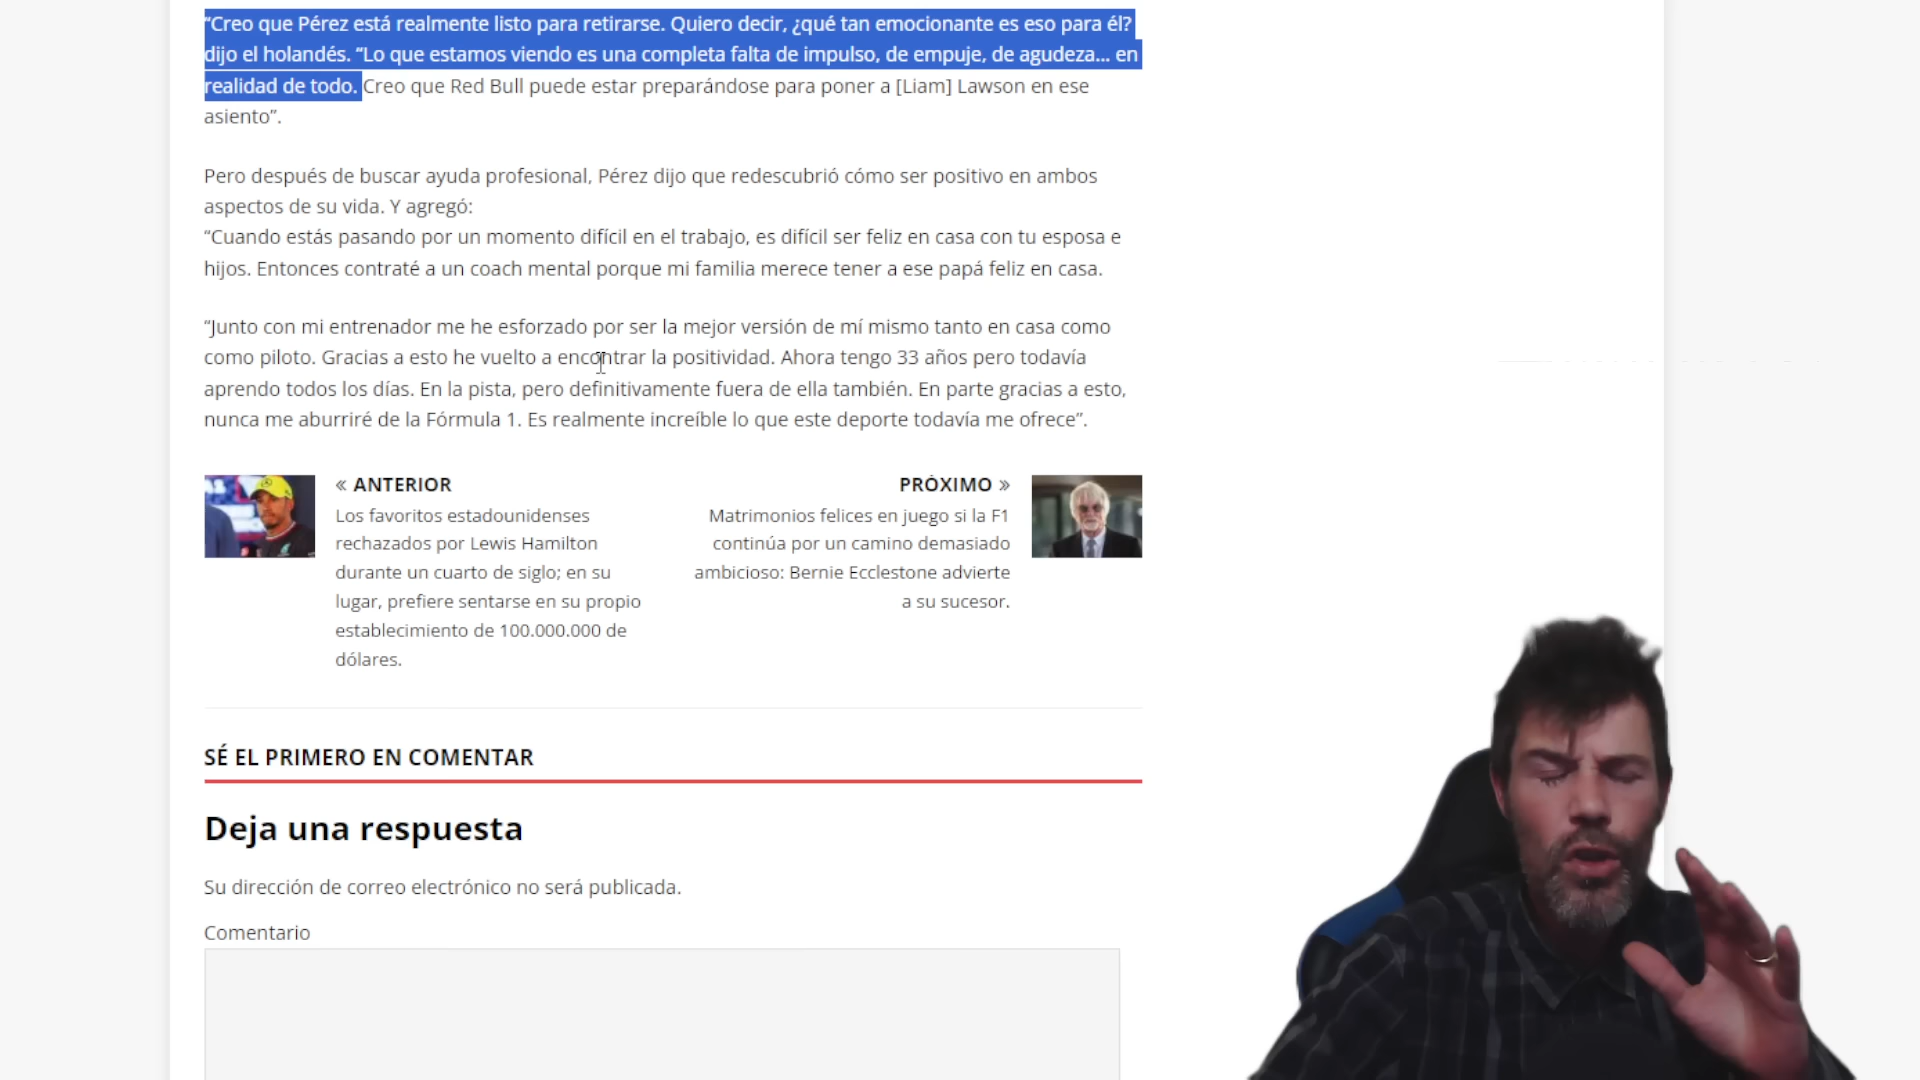 “Creo que Pérez está realmente listo para retirarse. Quiero decir, ¿qué tan emocionante es eso para él?
dijo el holandés. “Lo que estamos viendo es una completa falta de impulso, de empuje, de agudeza... en
realidad de todo. Creo que Red Bull puede estar preparándose para poner a [Liam] Lawson en ese
asiento”.
Pero después de buscar ayuda profesional, Pérez dijo que redescubrió cómo ser positivo en ambos
aspectos de su vida. Y agregó:
“Cuando estás pasando por un momento difícil en el trabajo, es difícil ser feliz en casa con tu esposa e
hijos. Entonces contraté a un coach mental porque mi familia merece tener a ese papá feliz en casa.
“Junto con mi entrenador me he esforzado por ser la mejor versión de mí mismo tanto en casa como
como piloto. Gracias a esto he vuelto a encontrar la positividad. Ahora tengo 33 años pero todavía
aprendo todos los días. En la pista, pero definitivamente fuera de ella también. En parte gracias a esto,
nunca me aburriré de la Fórmula 1. Es realmente increíble lo que este deporte todavía me ofrece”.
« ANTERIOR
Los favoritos estadounidenses
rechazados por Lewis Hamilton
durante un cuarto de siglo; en su
lugar, prefiere sentarse en su propio
establecimiento de 100.000.000 de
dólares.
PRÓXIMO »
Matrimonios felices en juego si la F1
continúa por un camino demasiado
ambicioso: Bernie Ecclestone advierte
a su sucesor.
SÉ EL PRIMERO EN COMENTAR
Deja una respuesta
Su dirección de correo electrónico no será publicada.
Comentario